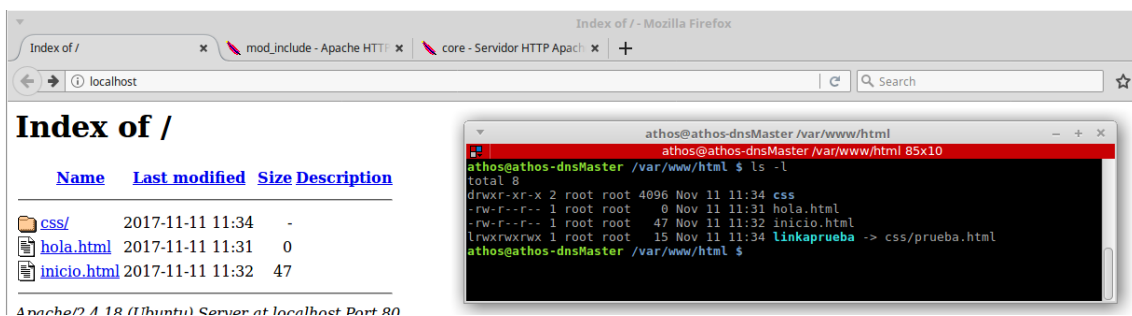 Index of / - Mozilla Firefox
Index of / × mod_include - Apache HTTP × core - Servidor HTTP Apach × +
localhost Search
Index of /
Name Last modified Size Description
css/ 2017-11-11 11:34 -
hola.html 2017-11-11 11:31 0
inicio.html 2017-11-11 11:32 47
Apache/2.4.18 (Ubuntu) Server at localhost Port 80
athos@athos-dnsMaster /var/www/html
athos@athos-dnsMaster /var/www/html 85x10
athos@athos-dnsMaster /var/www/html $ ls -l
total 8
drwxr-xr-x 2 root root 4096 Nov 11 11:34 css
-rw-r--r-- 1 root root 0 Nov 11 11:31 hola.html
-rw-r--r-- 1 root root 47 Nov 11 11:32 inicio.html
lrwxrwxrwx 1 root root 15 Nov 11 11:34 linkaprueba -> css/prueba.html
athos@athos-dnsMaster /var/www/html $